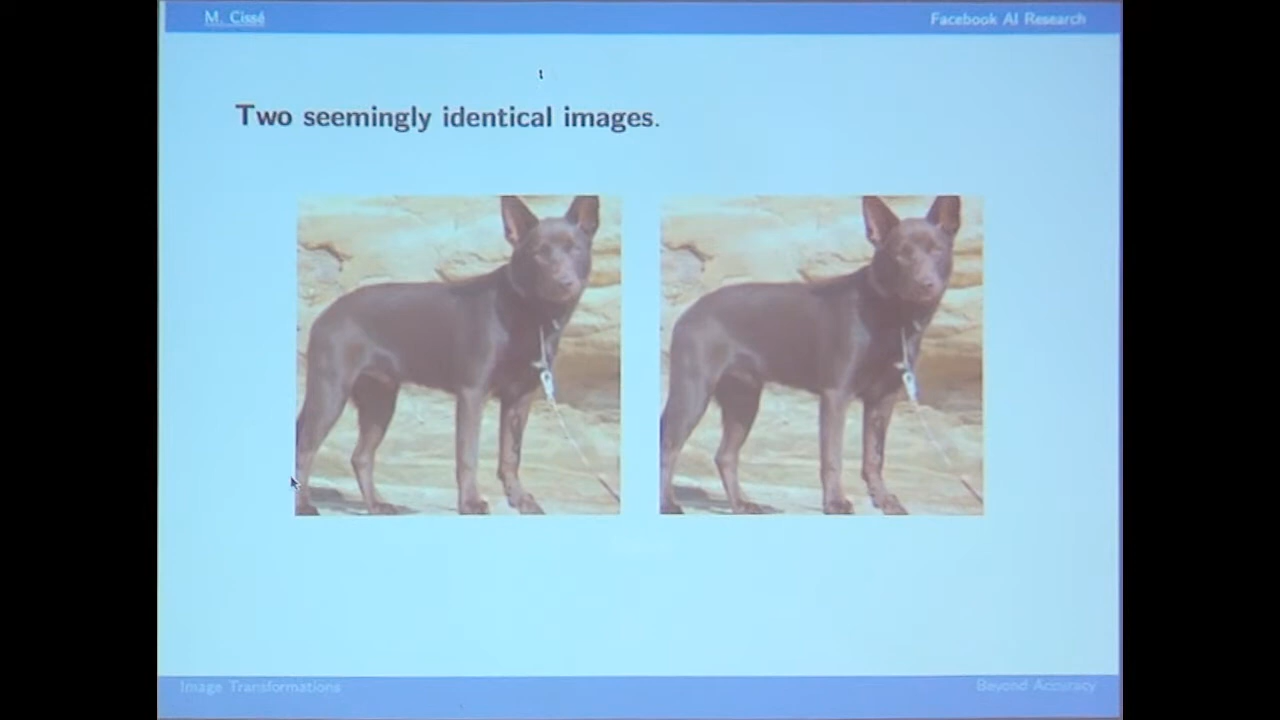 M. Cissé
Facebook AI Research
Two seemingly identical images.
Image Transformations
Beyond Accuracy